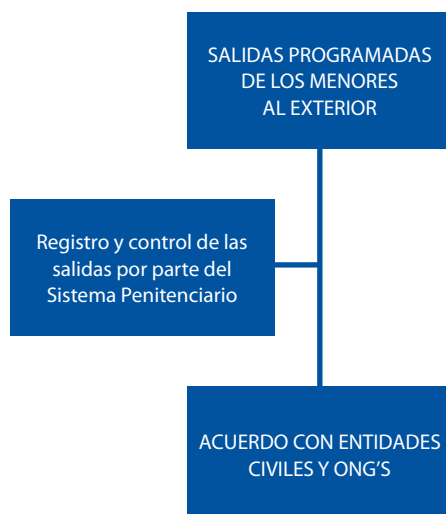 SALIDAS PROGRAMADAS
DE LOS MENORES
AL EXTERIOR
Registro y control de las
salidas por parte del
Sistema Penitenciario
ACUERDO CON ENTIDADES
CIVILES Y ONG’S